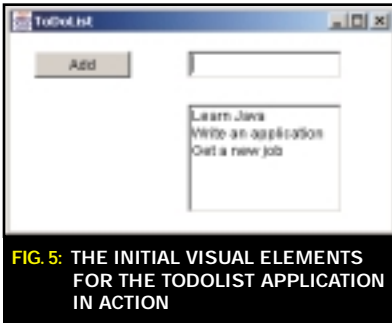 ToDoList
Add
Learn Java
Write an application
Get a new job
FIG. 5: THE INITIAL VISUAL ELEMENTS
FOR THE TODOLIST APPLICATION
IN ACTION